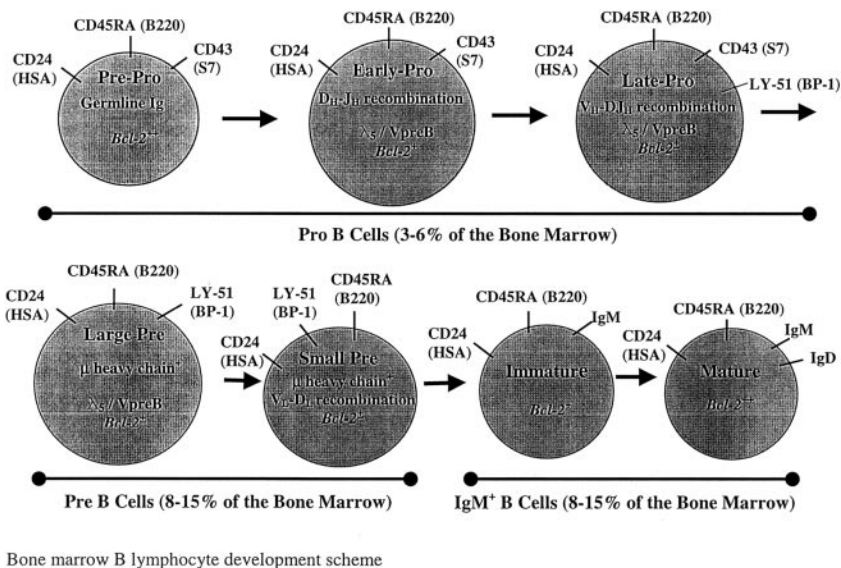 CD45RA (B220)
CD24
(HSA)
CD43
(S7)
Pre-Pro
Germline Ig
Bcl-2++
CD45RA (B220)
CD24
(HSA)
CD43
(S7)
Early-Pro
DH-JH recombination
λ5 / VpreB
Bcl-2+
CD45RA (B220)
CD24
(HSA)
CD43 (S7)
LY-51 (BP-1)
Late-Pro
VH-DJH recombination
λ5 / VpreB
Bcl-2±
Pro B Cells (3-6% of the Bone Marrow)
CD45RA (B220)
CD24
(HSA)
LY-51
(BP-1)
Large Pre
μ heavy chain+
λ5 / VpreB
Bcl-2±
LY-51
(BP-1)
CD45RA
(B220)
CD24
(HSA)
Small Pre
μ heavy chain+
recombination
Bcl-2±
CD45RA (B220)
CD24
(HSA)
IgM
Immature
Bcl-2+
CD45RA (B220)
CD24
(HSA)
IgM
IgD
Mature
Bcl-2++
Pre B Cells (8-15% of the Bone Marrow)
IgM+ B Cells (8-15% of the Bone Marrow)
Bone marrow B lymphocyte development scheme